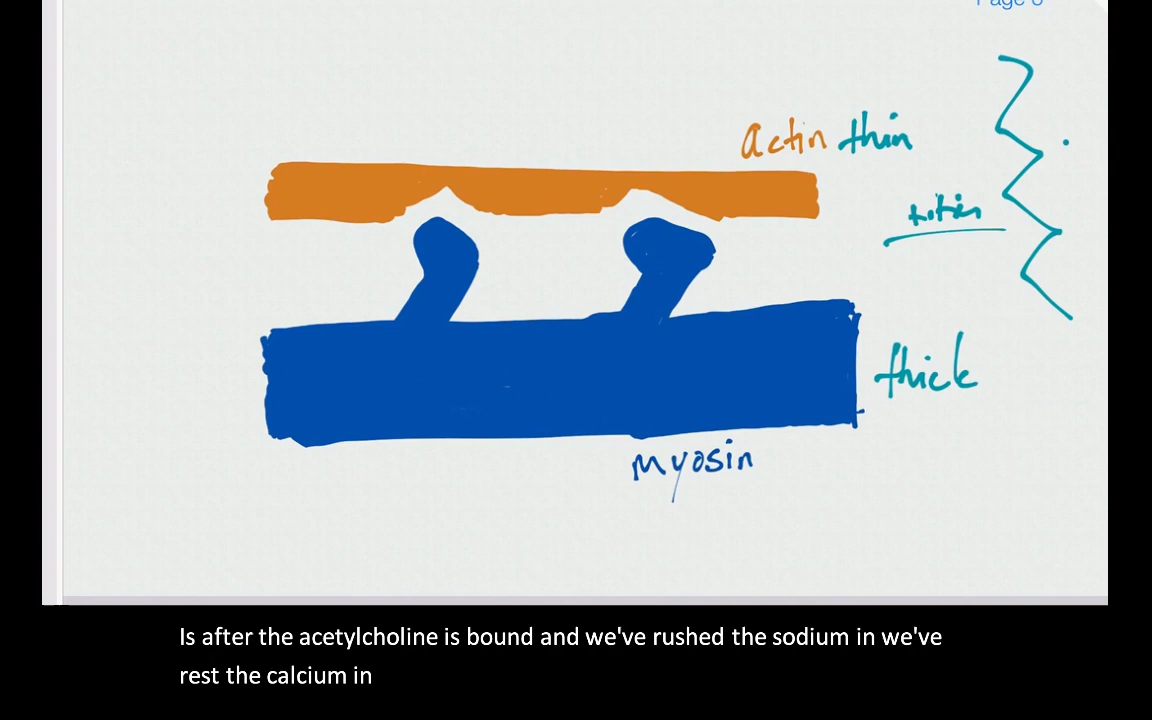 Page
actin thin
thick
myosin
Is after the acetylcholine is bound and we've rushed the sodium in we've
rest the calcium in